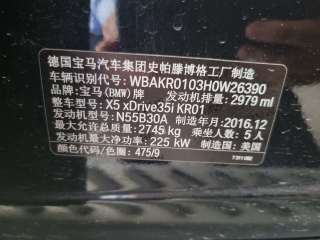 德国宝马汽车集团史帕滕博格工厂制造
车辆识别代号: WBAKR0103H0W26390
品牌: 宝马(BMW)牌 发动机排量: 2979 ml
整车型号: X5 xDrive35i KR01
发动机型号: N55B30A 制造年月: 2016.12
最大允许总质量: 2745 kg 乘坐人数: 5人
发动机最大净功率: 225 kW 制造国: 美国
颜色代码/色圈: 475/9